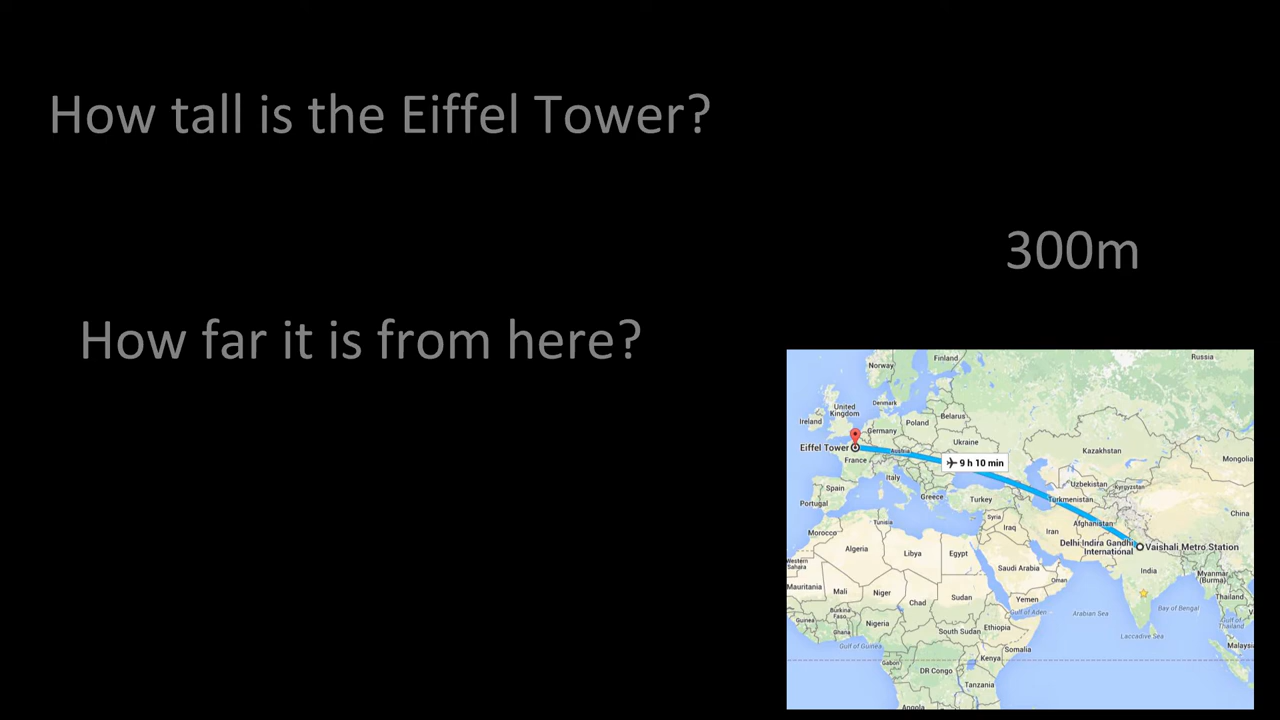 How tall is the Eiffel Tower?
300m
How far it is from here?
Finland
Russia
Norway
United
Kingdom
Denmark
Ireland
Poland
Belarus
Germany
Eiffel Tower
Austria
Ukraine
Kazakhstan
Mongolia
France
9 h 10 min
Italy
Spain
Portugal
Greece
Turkey
Uzbekistan
Kyrgyzstan
Turkmenistan
China
Syria
Iraq
Iran
Afghanistan
Tunisia
Morocco
Algeria
Libya
Egypt
Delhi Indira Gandhi
International
Vaishali Metro Station
Western
Sahara
Saudi Arabia
Oman
India
Myanmar
(Burma)
Mauritania
Mali
Niger
Chad
Sudan
Yemen
Gulf of Aden
Arabian Sea
Bay of Bengal
Thailand
Burkina
Faso
Guinea
Ghana
Nigeria
South Sudan
Ethiopia
Somalia
Laccadive Sea
Gulf of
Thailand
Malaysia
Gulf of Guinea
Gabon
DR Congo
Kenya
Tanzania
Angola